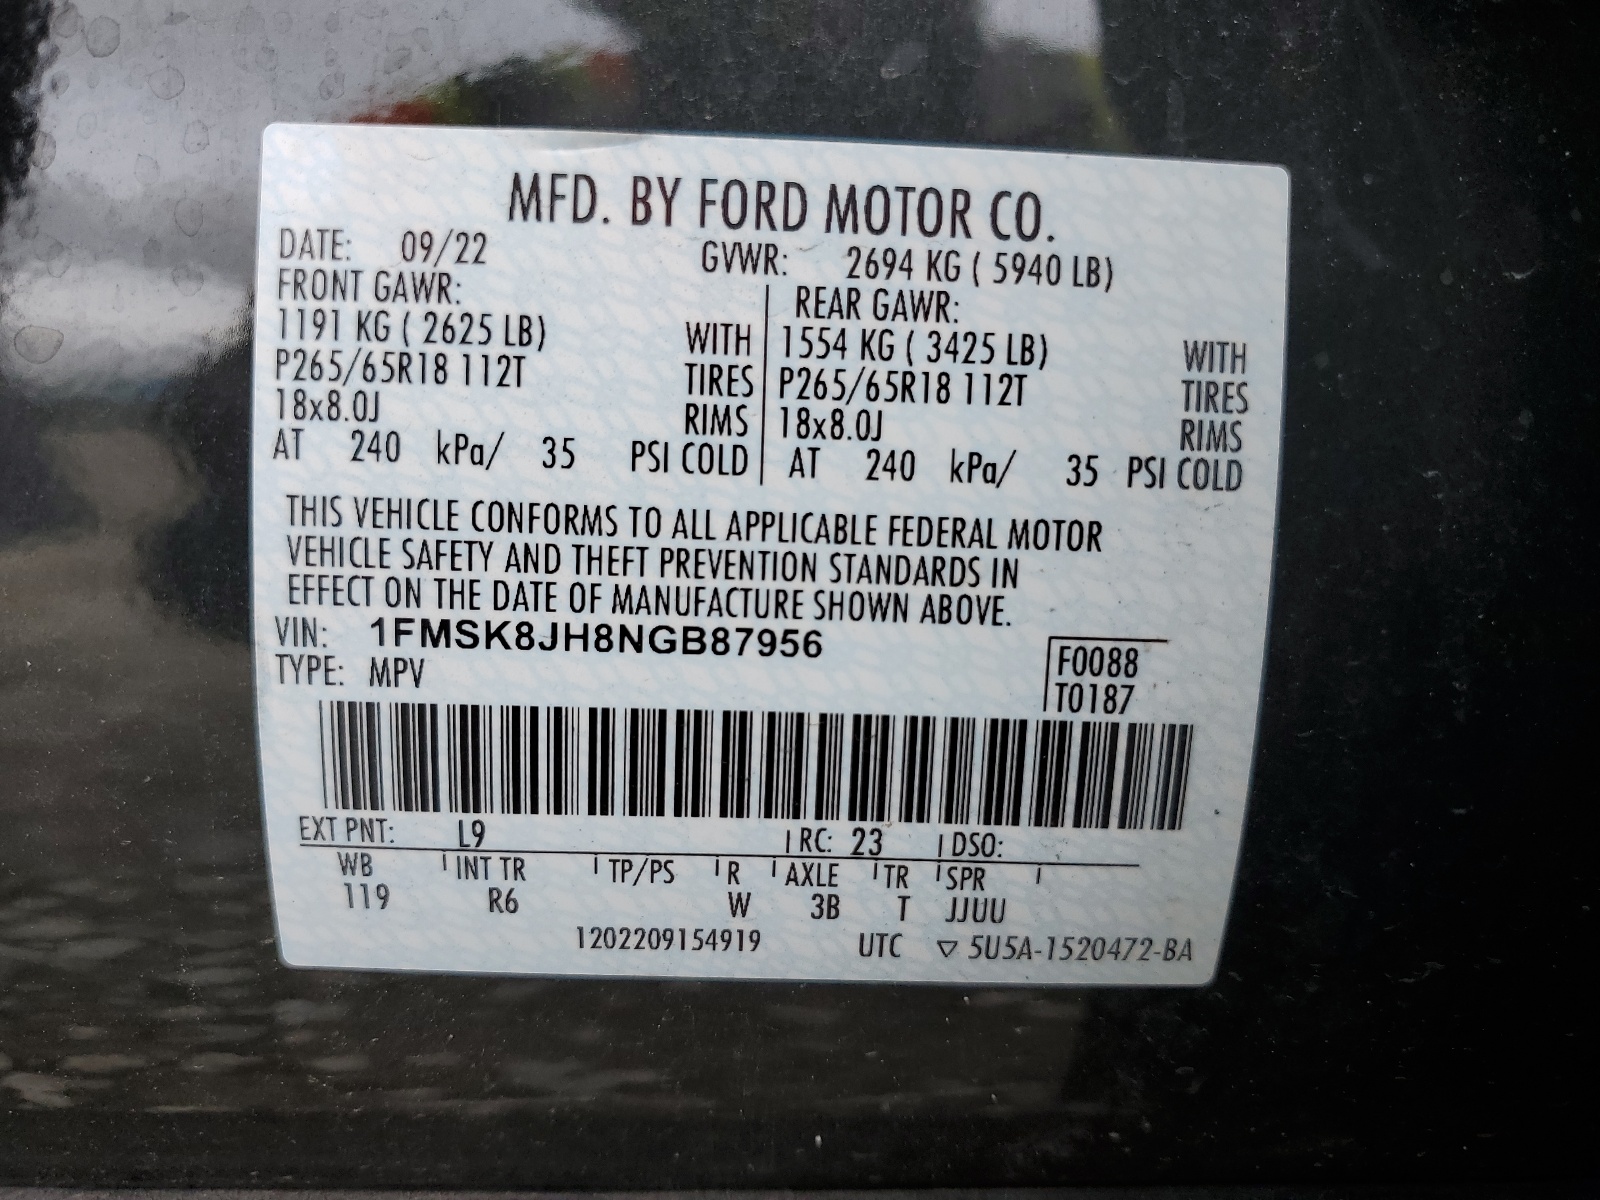 MFD. BY FORD MOTOR CO.
DATE: 09/22 GVWR: 2694 KG ( 5940 LB)
FRONT GAWR: REAR GAWR:
1191 KG ( 2625 LB) WITH 1554 KG ( 3425 LB) WITH
P265/65R18 112T TIRES P265/65R18 112T TIRES
18x8.0J RIMS 18x8.0J RIMS
AT 240 kPa/ 35 PSI COLD AT 240 kPa/ 35 PSI COLD
THIS VEHICLE CONFORMS TO ALL APPLICABLE FEDERAL MOTOR
VEHICLE SAFETY AND THEFT PREVENTION STANDARDS IN
EFFECT ON THE DATE OF MANUFACTURE SHOWN ABOVE.
VIN: 1FMSK8JH8NGB87956
TYPE: MPV
F0088
T0187
EXT PNT: L9 RC: 23 DSO:
WB INT TR TP/PS R AXLE TR SPR
119 R6 W 3B T JJUU
1202209154919 UTC ▽ 5U5A-1520472-BA